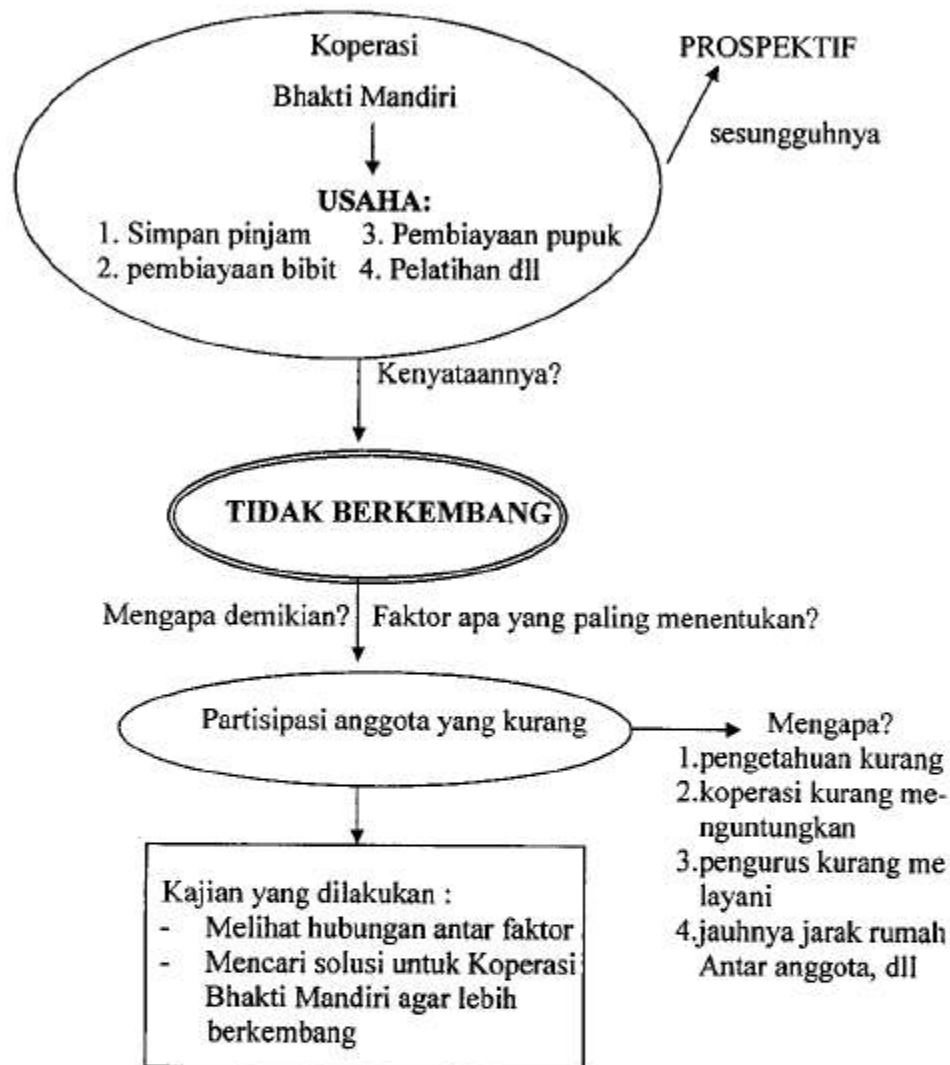 Koperasi
Bhakti Mandiri
PROSPEKTIF
sesungguhnya
USAHA:
1. Simpan pinjam 3. Pembiayaan pupuk
2. pembiayaan bibit 4. Pelatihan dll
Kenyataannya?
TIDAK BERKEMBANG
Mengapa demikian? Faktor apa yang paling menentukan?
Partisipasi anggota yang kurang
Mengapa?
1.pengetahuan kurang
2.koperasi kurang me-
nguntungkan
3.pengurus kurang me
layani
4.jauhnya jarak rumah
Antar anggota, dll
Kajian yang dilakukan :
- Melihat hubungan antar faktor
- Mencari solusi untuk Koperasi
Bhakti Mandiri agar lebih
berkembang